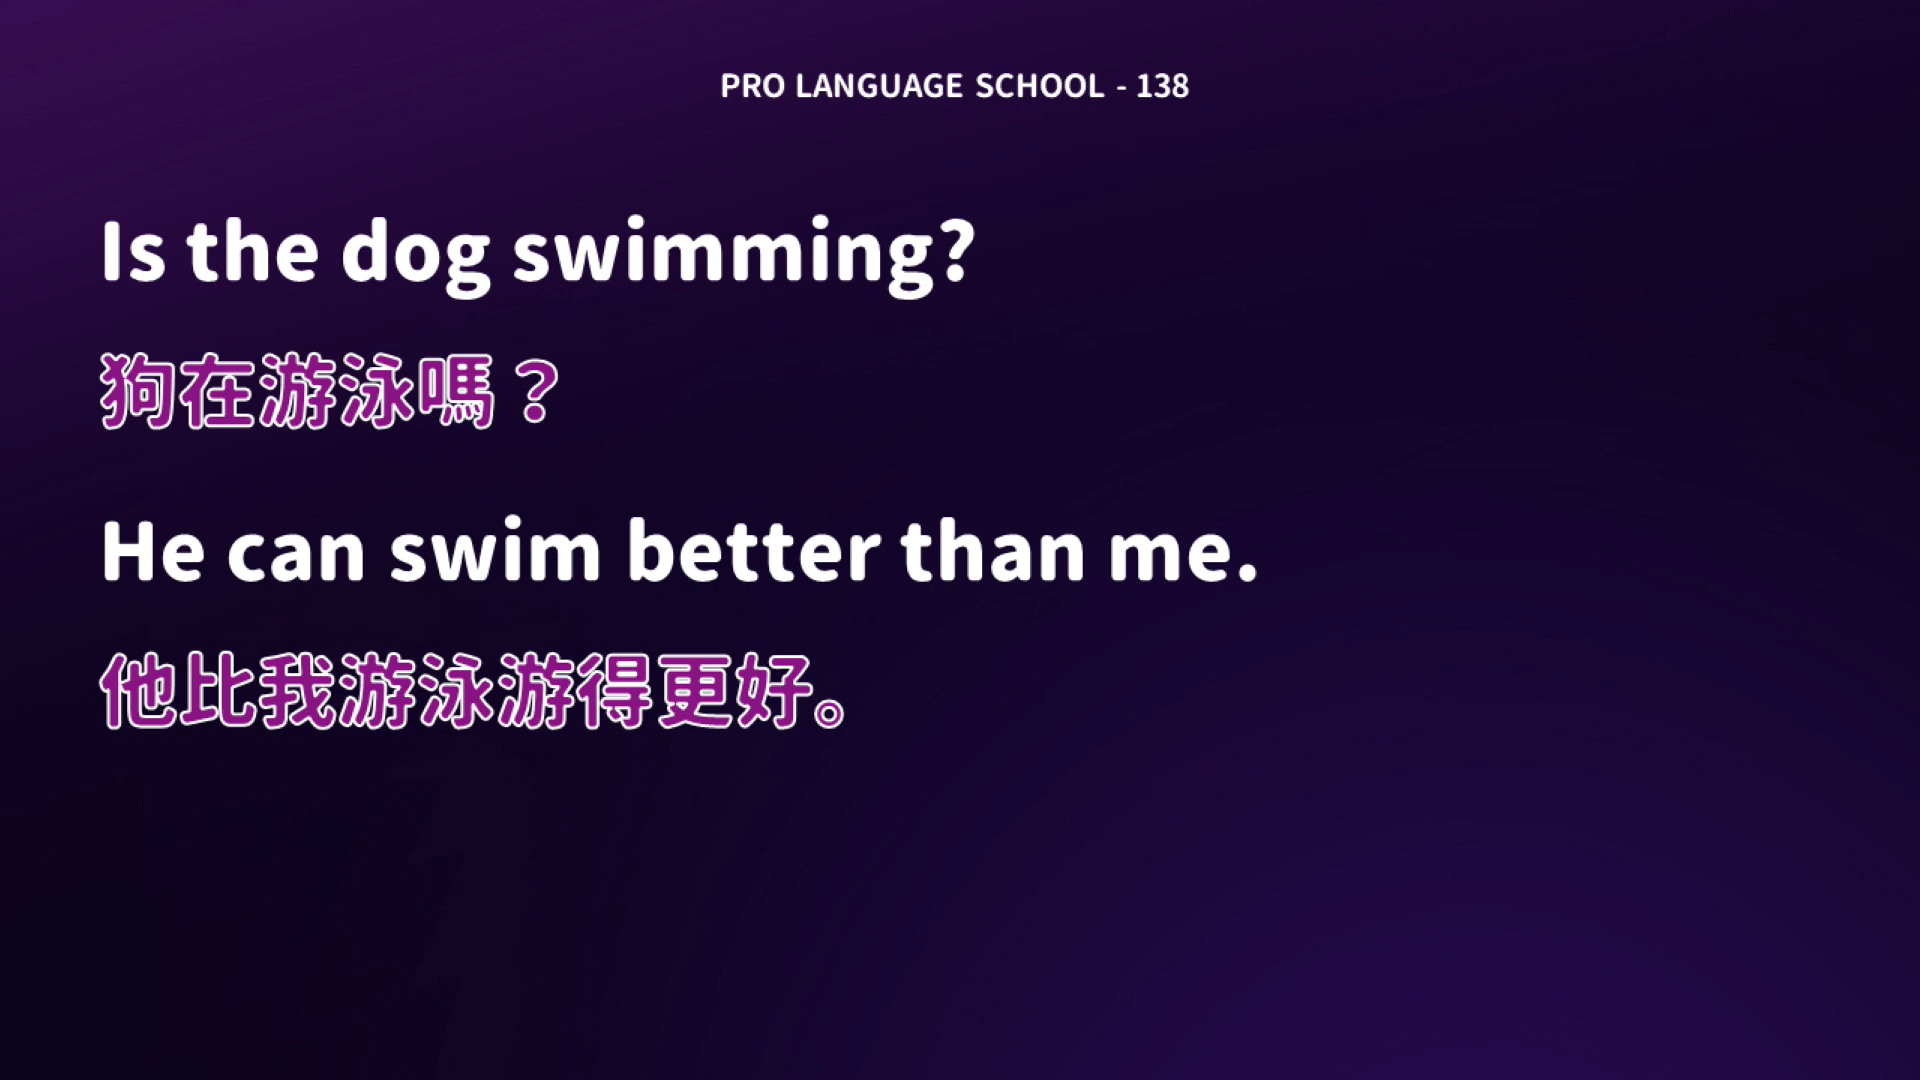 PRO LANGUAGE SCHOOL - 138
Is the dog swimming?
狗在游泳嗎？
He can swim better than me.
他比我游泳游得更好。